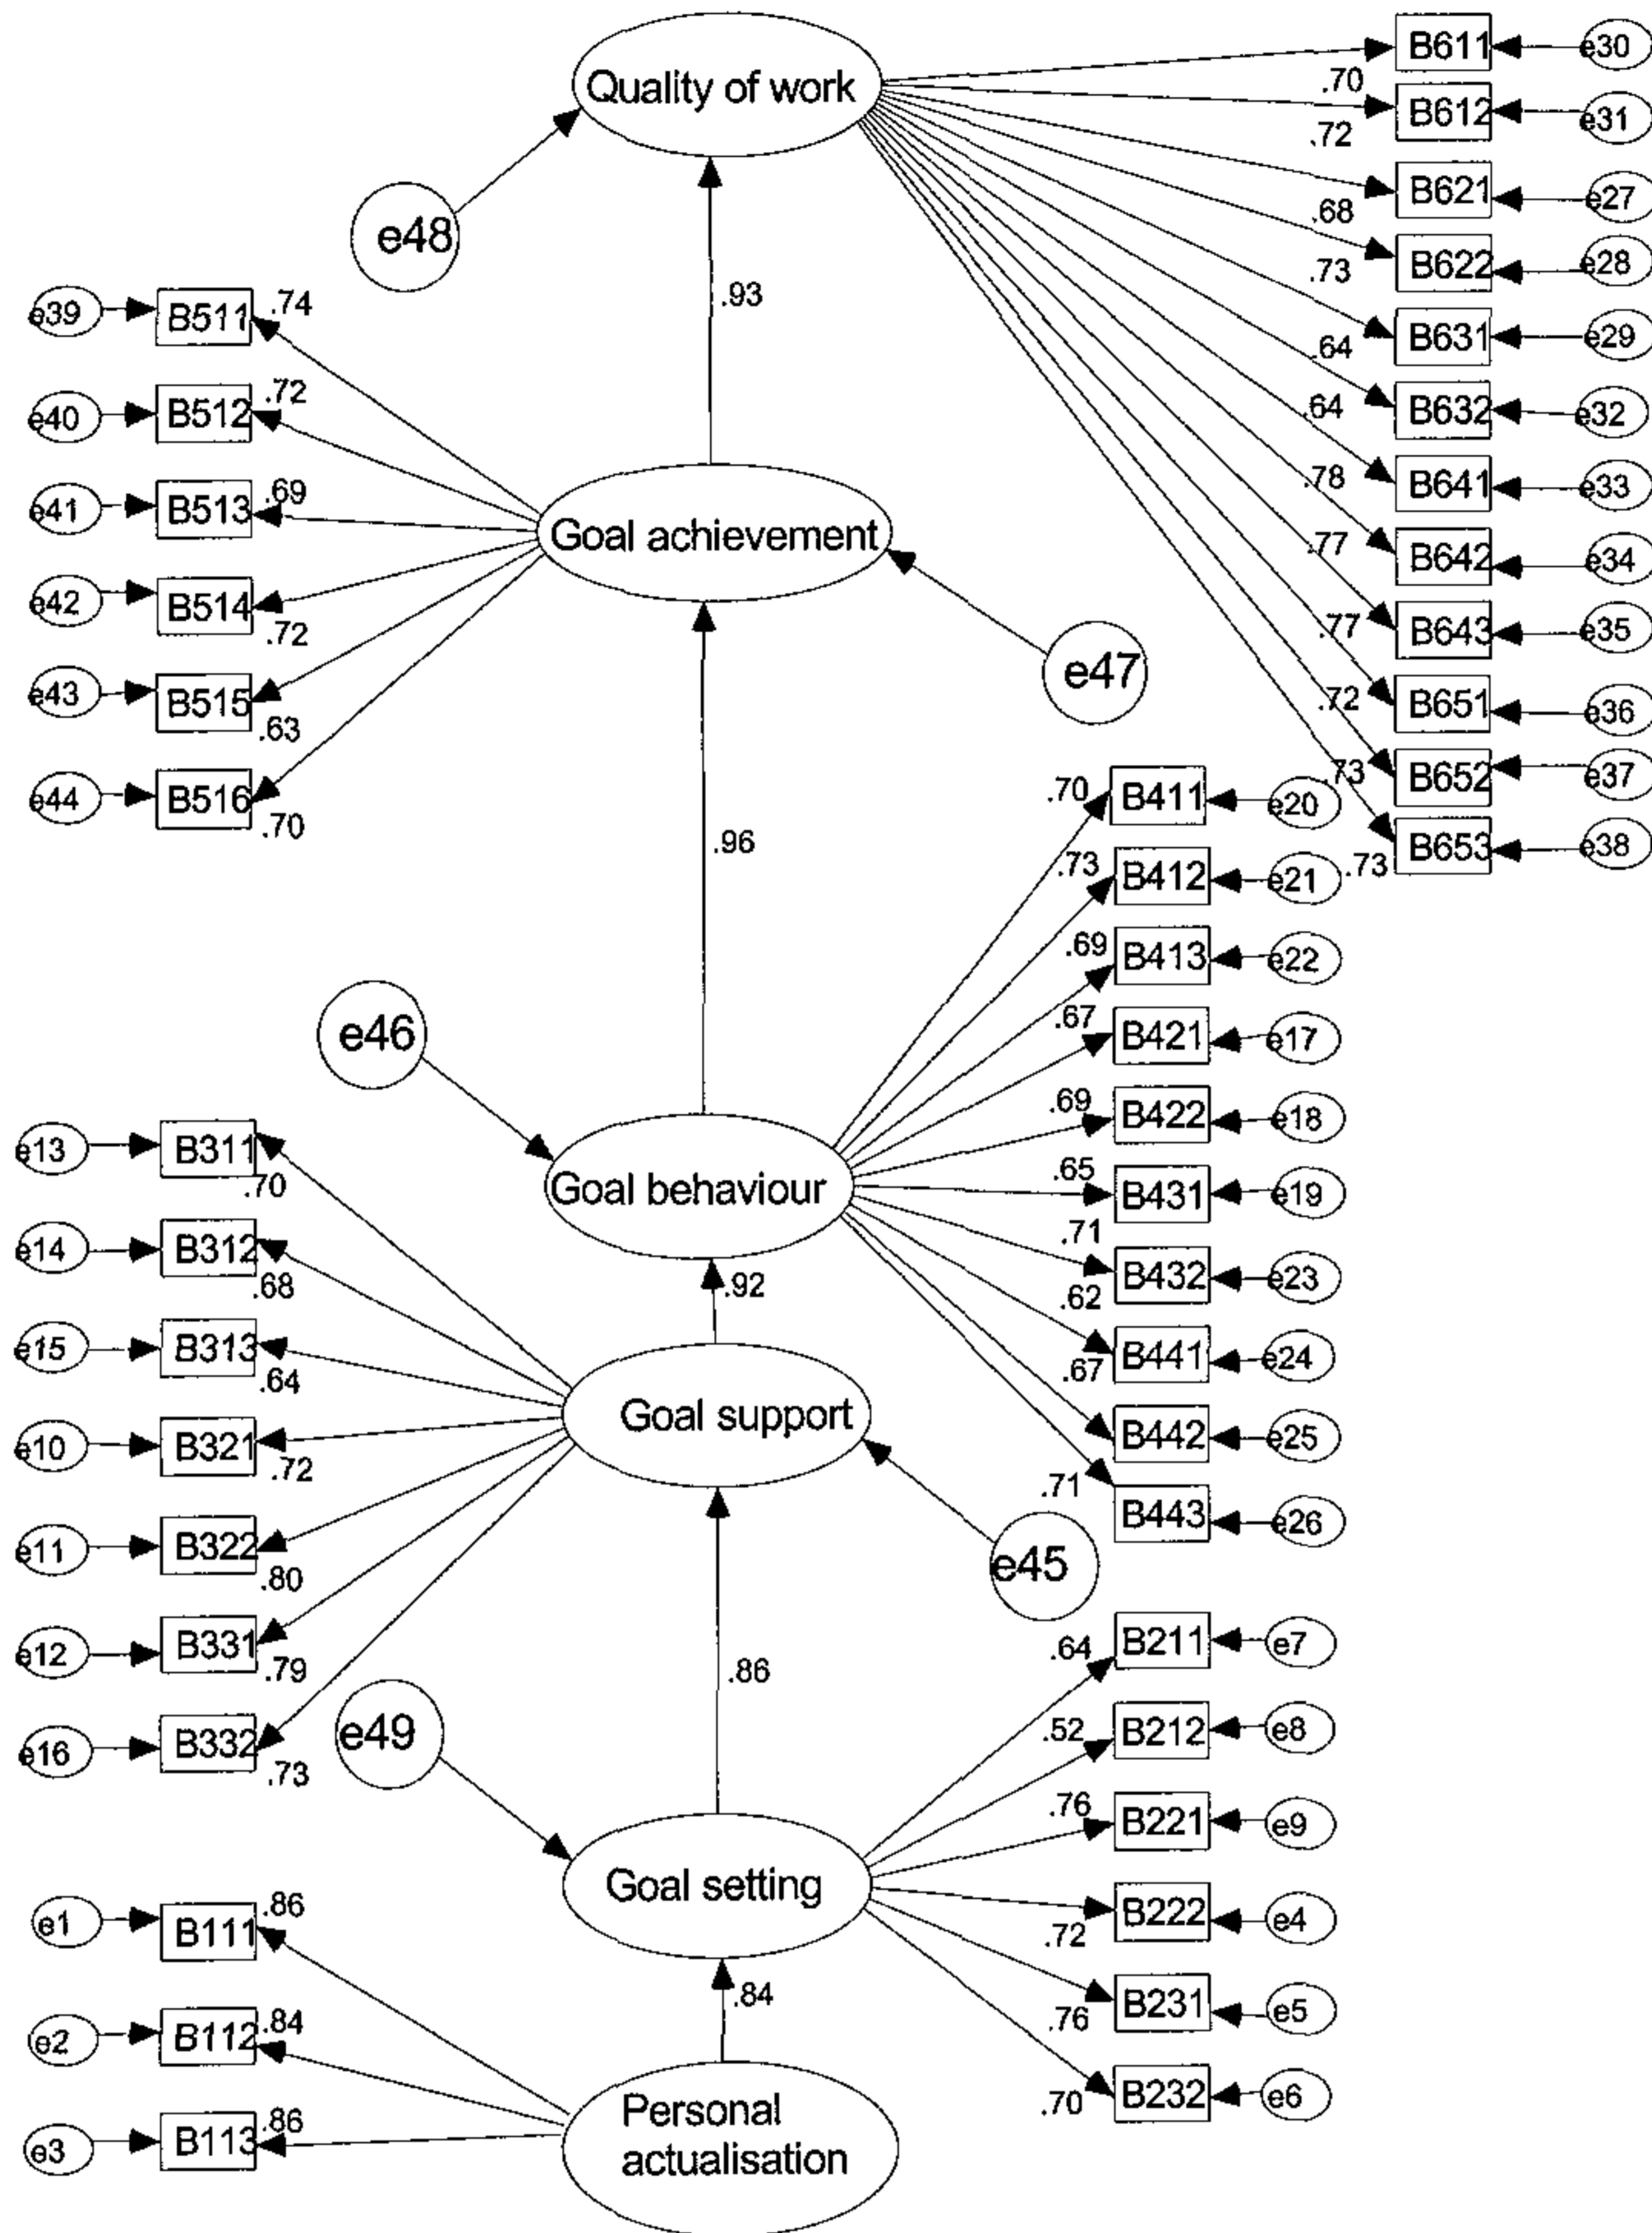 Quality of work
e48
.93
B611
e30
.70
B612
e31
.72
B621
e27
.68
B622
e28
.73
B631
e29
.64
B632
e32
.64
B641
e33
.78
B642
e34
.77
B643
e35
.77
B651
e36
.72
B652
e37
.73
B653
e38
.73
e39
B511
.74
e40
B512
.72
e41
B513
.69
e42
B514
.72
e43
B515
.63
e44
B516
.70
Goal achievement
e47
.96
.70
B411
e20
.73
B412
e21
.69
B413
e22
.67
B421
e17
.69
B422
e18
.65
B431
e19
.71
B432
e23
.62
B441
e24
.67
B442
e25
.71
B443
e26
e46
Goal behaviour
.92
e13
B311
.70
e14
B312
.68
e15
B313
.64
e10
B321
.72
e11
B322
.80
e12
B331
.79
e16
B332
.73
Goal support
e45
.86
e49
.64
B211
e7
.52
B212
e8
.76
B221
e9
B222
e4
.72
B231
e5
.76
B232
e6
.70
Goal setting
.84
e1
B111
.86
e2
B112
.84
e3
B113
.86
Personal
actualisation